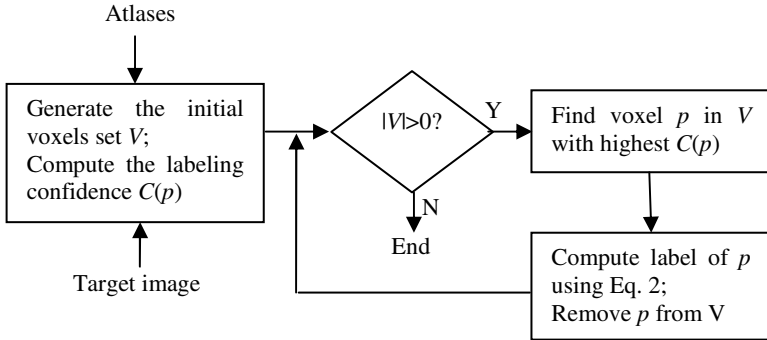 Atlases
Generate the initial
voxels set V;
Compute the labeling
confidence C(p)
Target image
|V|>0?
Y
N
End
Find voxel p in V
with highest C(p)
Compute label of p
using Eq. 2;
Remove p from V